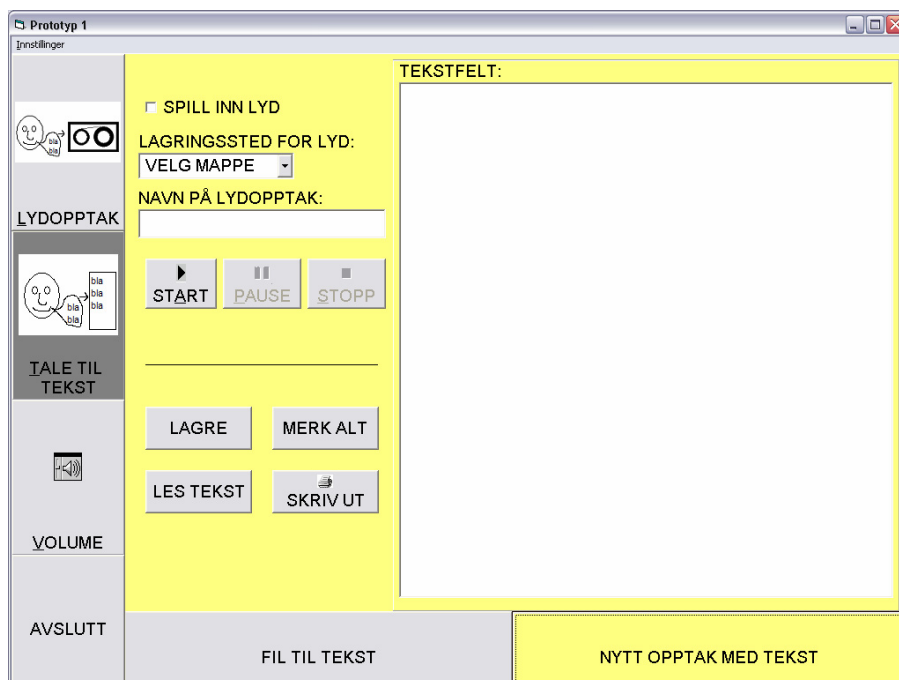 Prototyp 1
Innstillinger
bla
bla
LYDOPPTAK
bla
bla
bla
bla
bla
TALE TIL
TEKST
VOLUME
AVSLUTT
SPILL INN LYD
LAGRINGSSTED FOR LYD:
VELG MAPPE
NAVN PÅ LYDOPPTAK:
START
PAUSE
STOPP
LAGRE
MERK ALT
LES TEKST
SKRIV UT
TEKSTFELT:
FIL TIL TEKST
NYTT OPPTAK MED TEKST